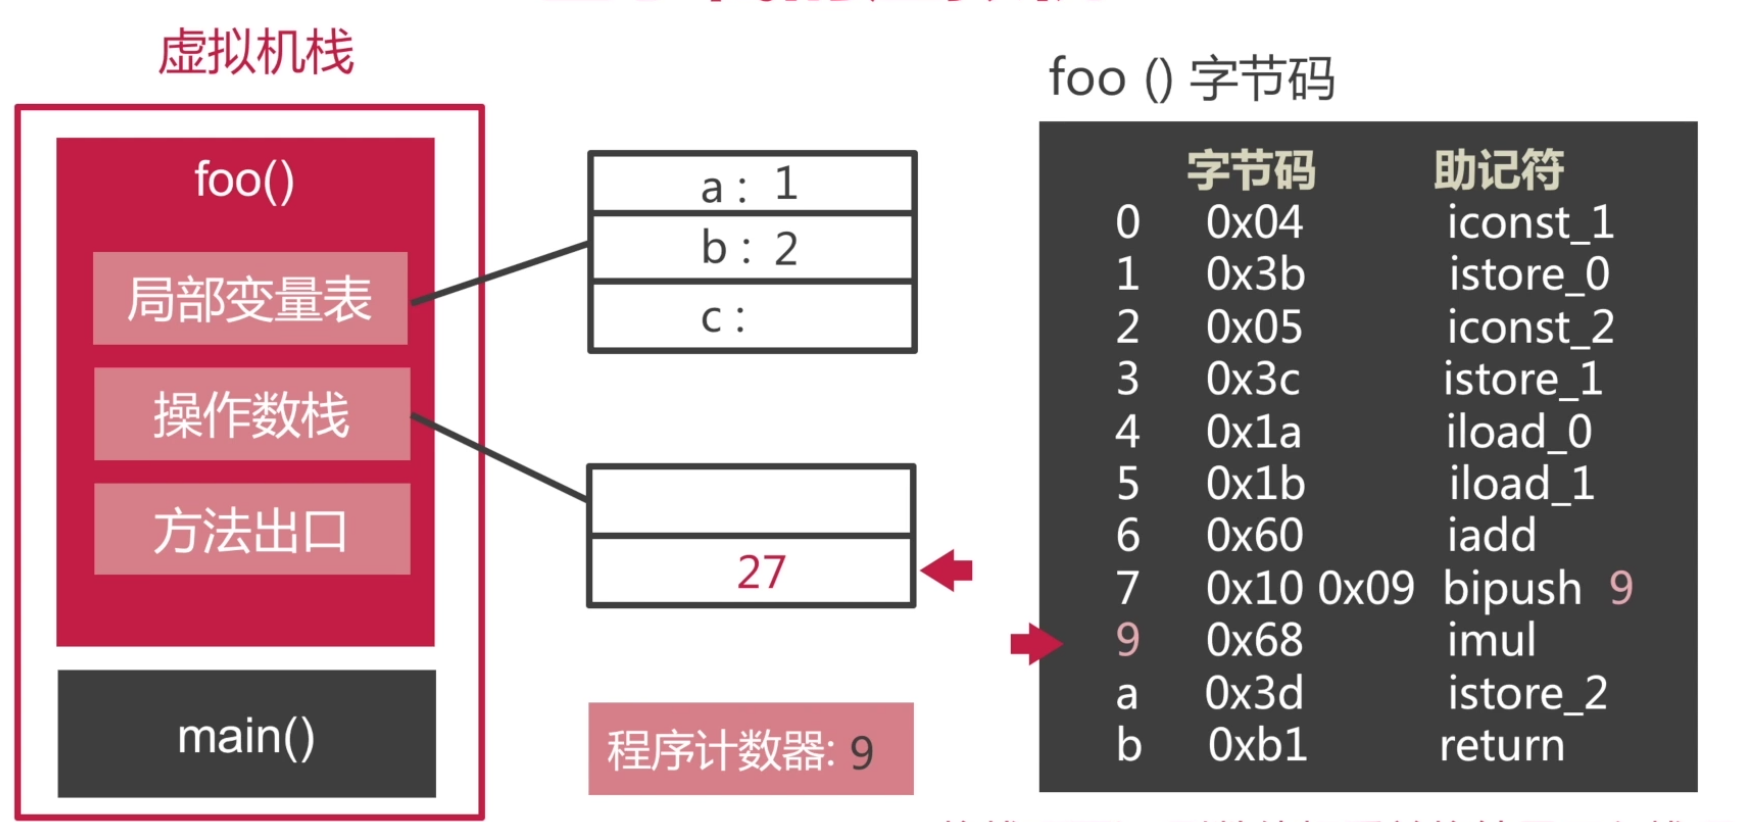 虚拟机栈
foo()
局部变量表
操作数栈
方法出口
main()
a : 1
b : 2
c :
27
程序计数器: 9
foo () 字节码
字节码 助记符
0 0x04 iconst_1
1 0x3b istore_0
2 0x05 iconst_2
3 0x3c istore_1
4 0x1a iload_0
5 0x1b iload_1
6 0x60 iadd
7 0x10 0x09 bipush 9
9 0x68 imul
a 0x3d istore_2
b 0xb1 return